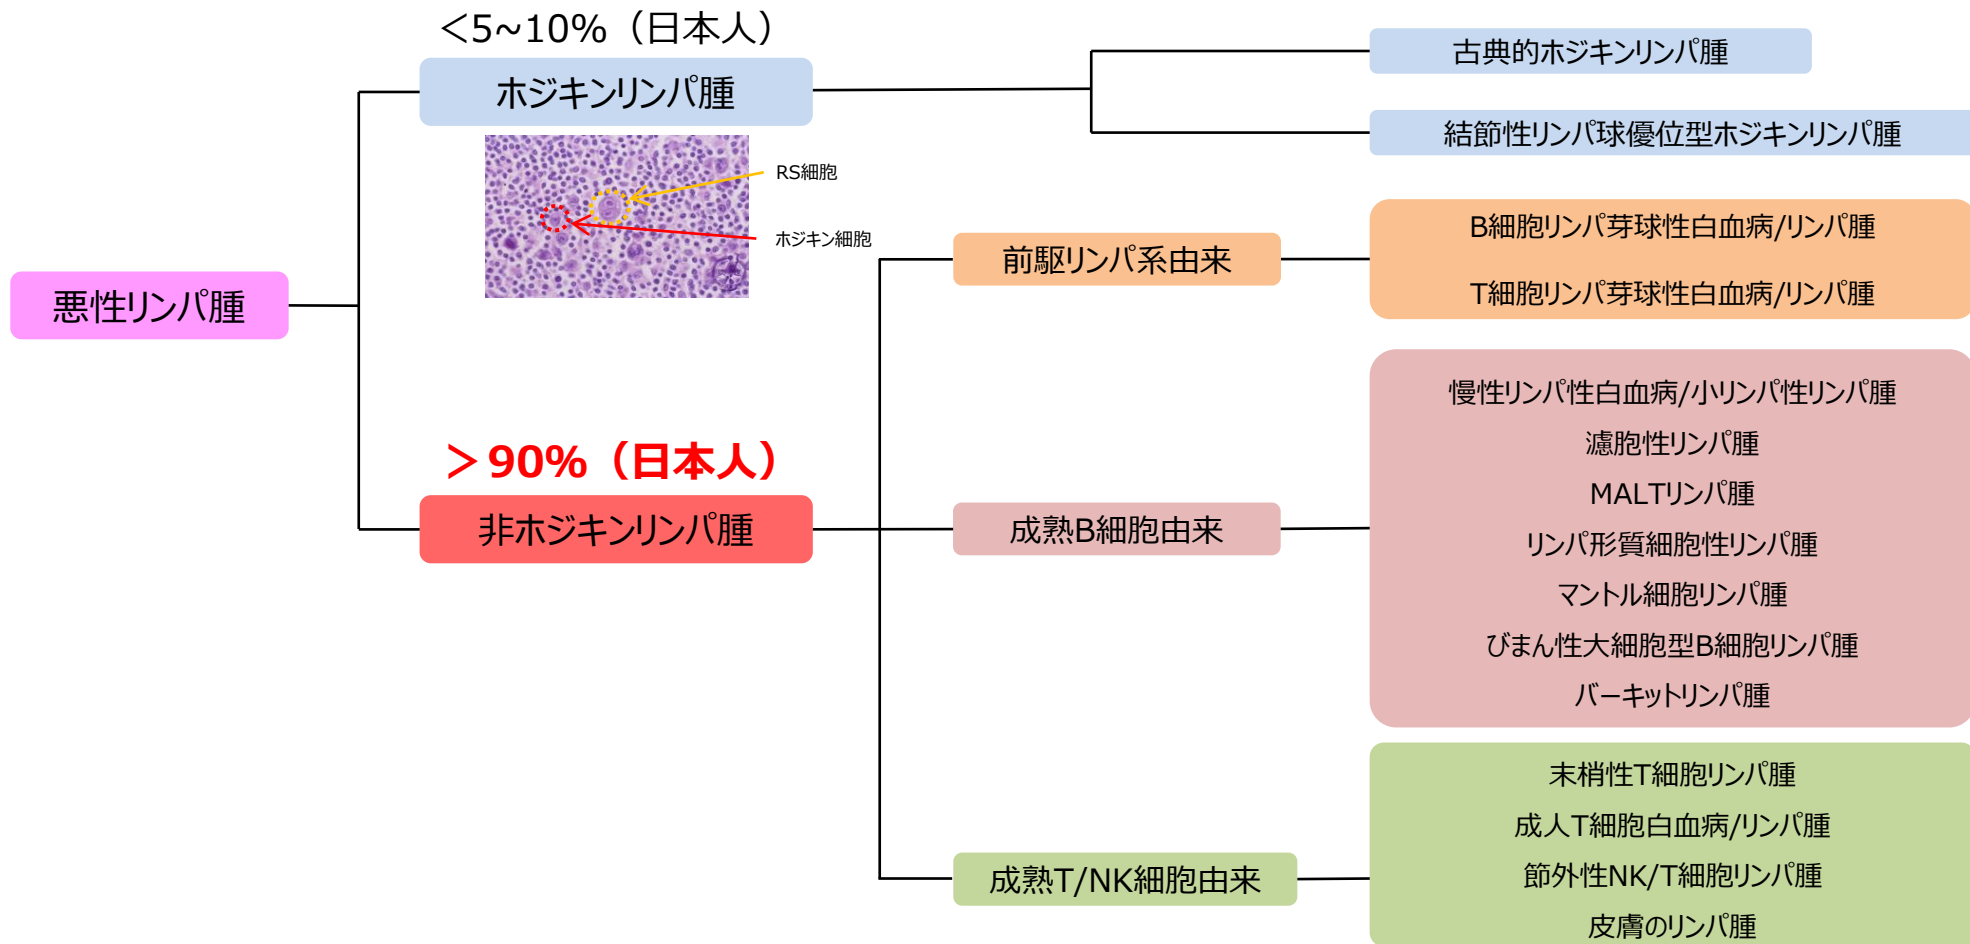 <5~10%（日本人）
ホジキンリンパ腫
RS細胞
ホジキン細胞
古典的ホジキンリンパ腫
結節性リンパ球優位型ホジキンリンパ腫
悪性リンパ腫
＞90%（日本人）
非ホジキンリンパ腫
前駆リンパ系由来
B細胞リンパ芽球性白血病/リンパ腫
T細胞リンパ芽球性白血病/リンパ腫
成熟B細胞由来
慢性リンパ性白血病/小リンパ性リンパ腫
濾胞性リンパ腫
MALTリンパ腫
リンパ形質細胞性リンパ腫
マントル細胞リンパ腫
びまん性大細胞型B細胞リンパ腫
バーキットリンパ腫
成熟T/NK細胞由来
末梢性T細胞リンパ腫
成人T細胞白血病/リンパ腫
節外性NK/T細胞リンパ腫
皮膚のリンパ腫